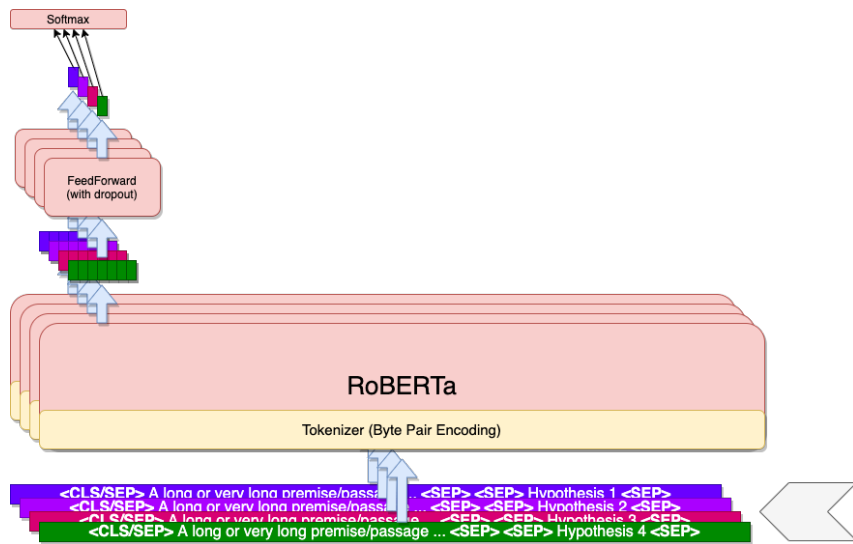 Softmax
FeedForward
(with dropout)
RoBERTa
Tokenizer (Byte Pair Encoding)
<CLS/SEP> A long or very long premise/passage ... <SEP> <SEP> Hypothesis 1 <SEP>
<CLS/SEP> A long or very long premise/passage ... <SEP> <SEP> Hypothesis 2 <SEP>
<CLS/SEP> A long or very long premise/passage ... <SEP> <SEP> Hypothesis 3 <SEP>
<CLS/SEP> A long or very long premise/passage ... <SEP> <SEP> Hypothesis 4 <SEP>